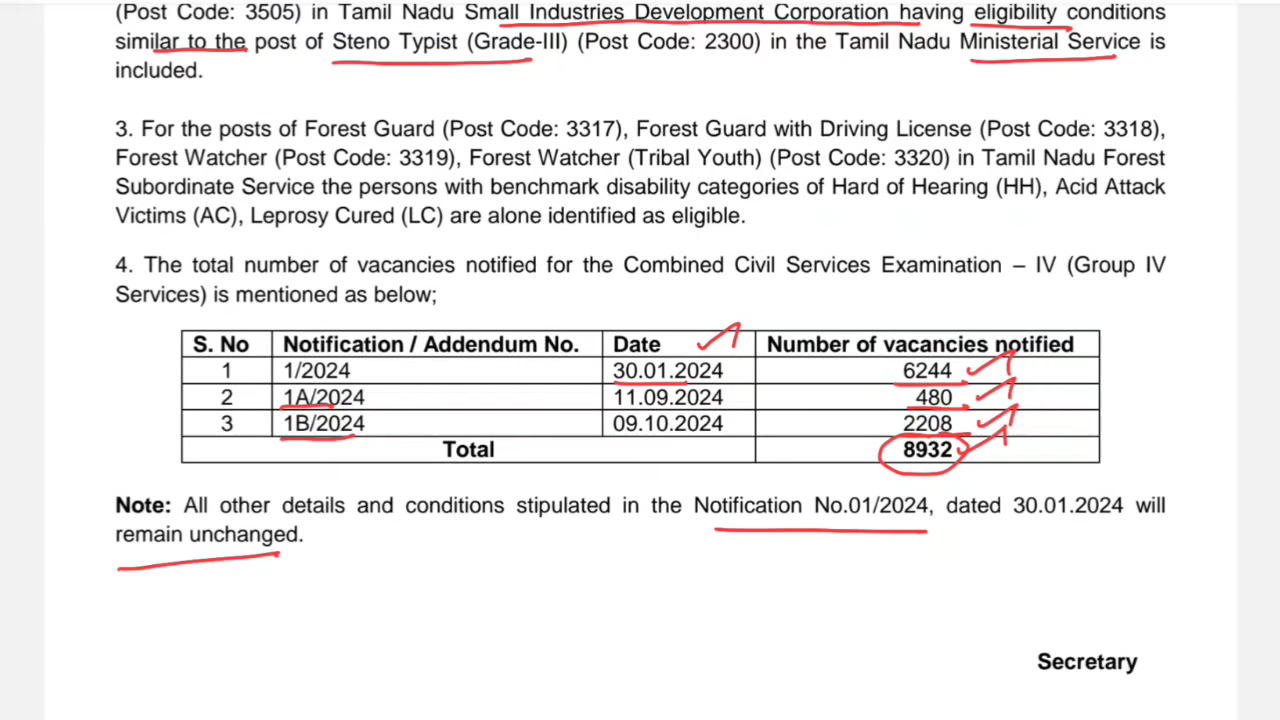 (Post Code: 3505) in Tamil Nadu Small Industries Development Corporation having eligibility conditions
similar to the post of Steno Typist (Grade-III) (Post Code: 2300) in the Tamil Nadu Ministerial Service is
included.
3. For the posts of Forest Guard (Post Code: 3317), Forest Guard with Driving License (Post Code: 3318),
Forest Watcher (Post Code: 3319), Forest Watcher (Tribal Youth) (Post Code: 3320) in Tamil Nadu Forest
Subordinate Service the persons with benchmark disability categories of Hard of Hearing (HH), Acid Attack
Victims (AC), Leprosy Cured (LC) are alone identified as eligible.
4. The total number of vacancies notified for the Combined Civil Services Examination – IV (Group IV
Services) is mentioned as below;
S. No Notification / Addendum No. Date Number of vacancies notified
1 1/2024 30.01.2024 6244
2 1A/2024 11.09.2024 480
3 1B/2024 09.10.2024 2208
Total 8932
Note: All other details and conditions stipulated in the Notification No.01/2024, dated 30.01.2024 will
remain unchanged.
Secretary